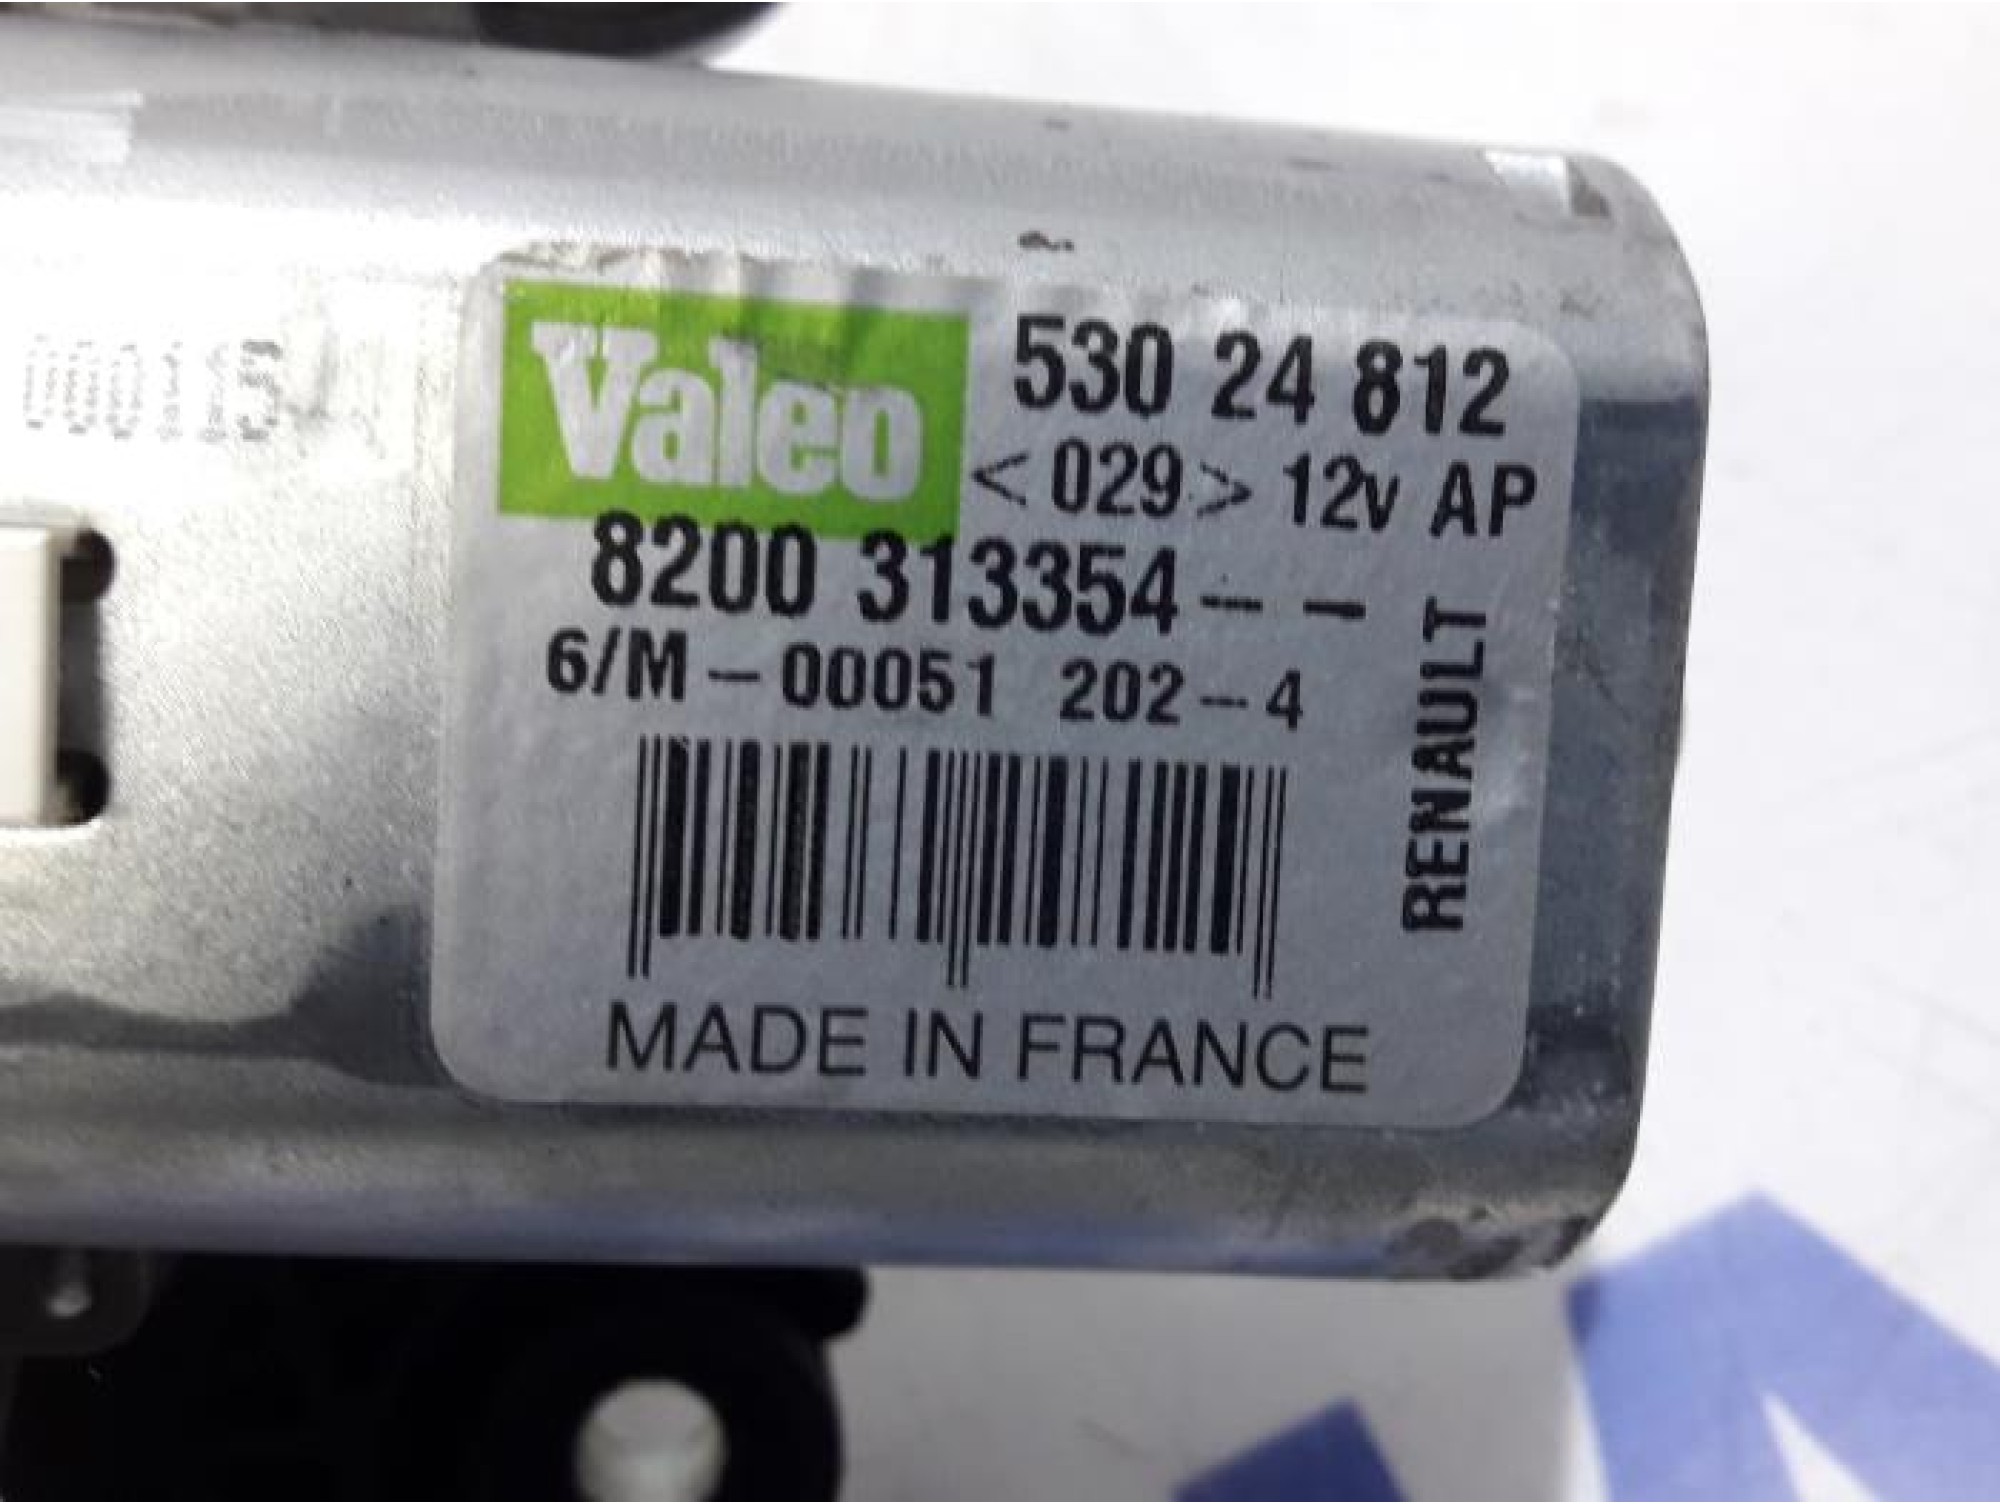 Valeo
530 24 812
<029> 12v AP
8200 313354 - -
6/M - 00051 202 - 4
RENAULT
MADE IN FRANCE